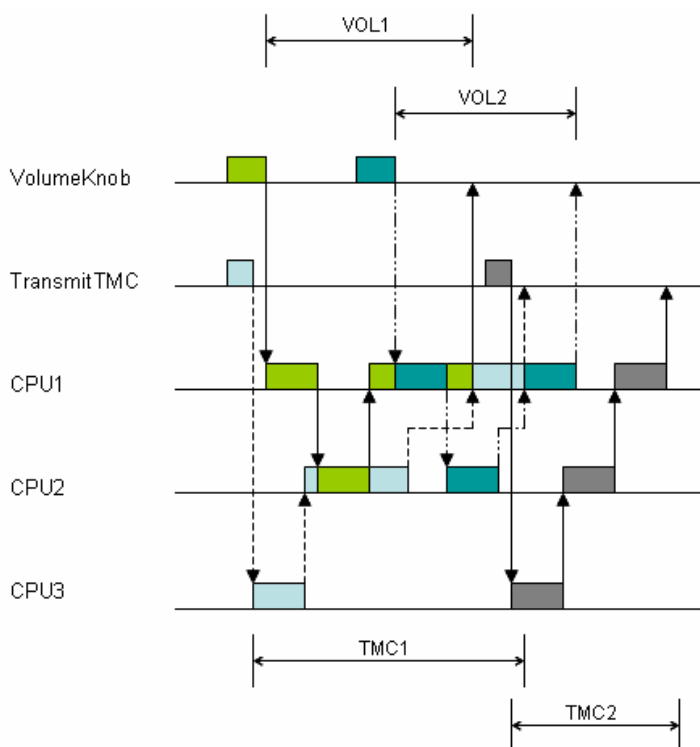 VOL1
VOL2
VolumeKnob
TransmitTMC
CPU1
CPU2
CPU3
TMC1
TMC2